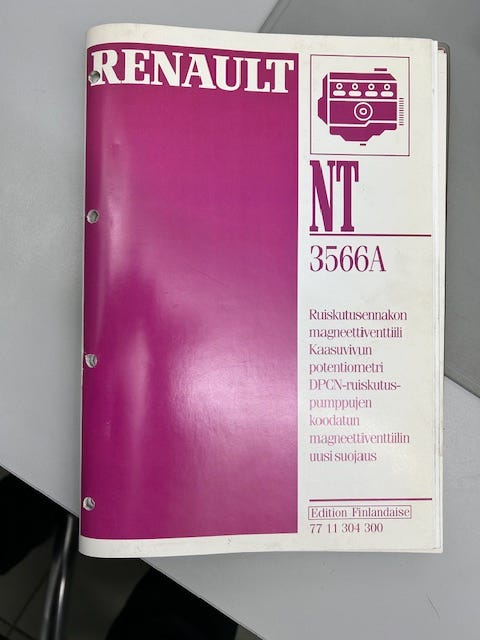 RENAULT
NT
3566A
Ruiskutusennakon
magneettiventtiili
Kaasuvivun
potentiometri
DPCN-ruiskutus-
pumppujen
koodatun
magneettiventtiilin
uusi suojaus
Edition Finlandaise
77 11 304 300